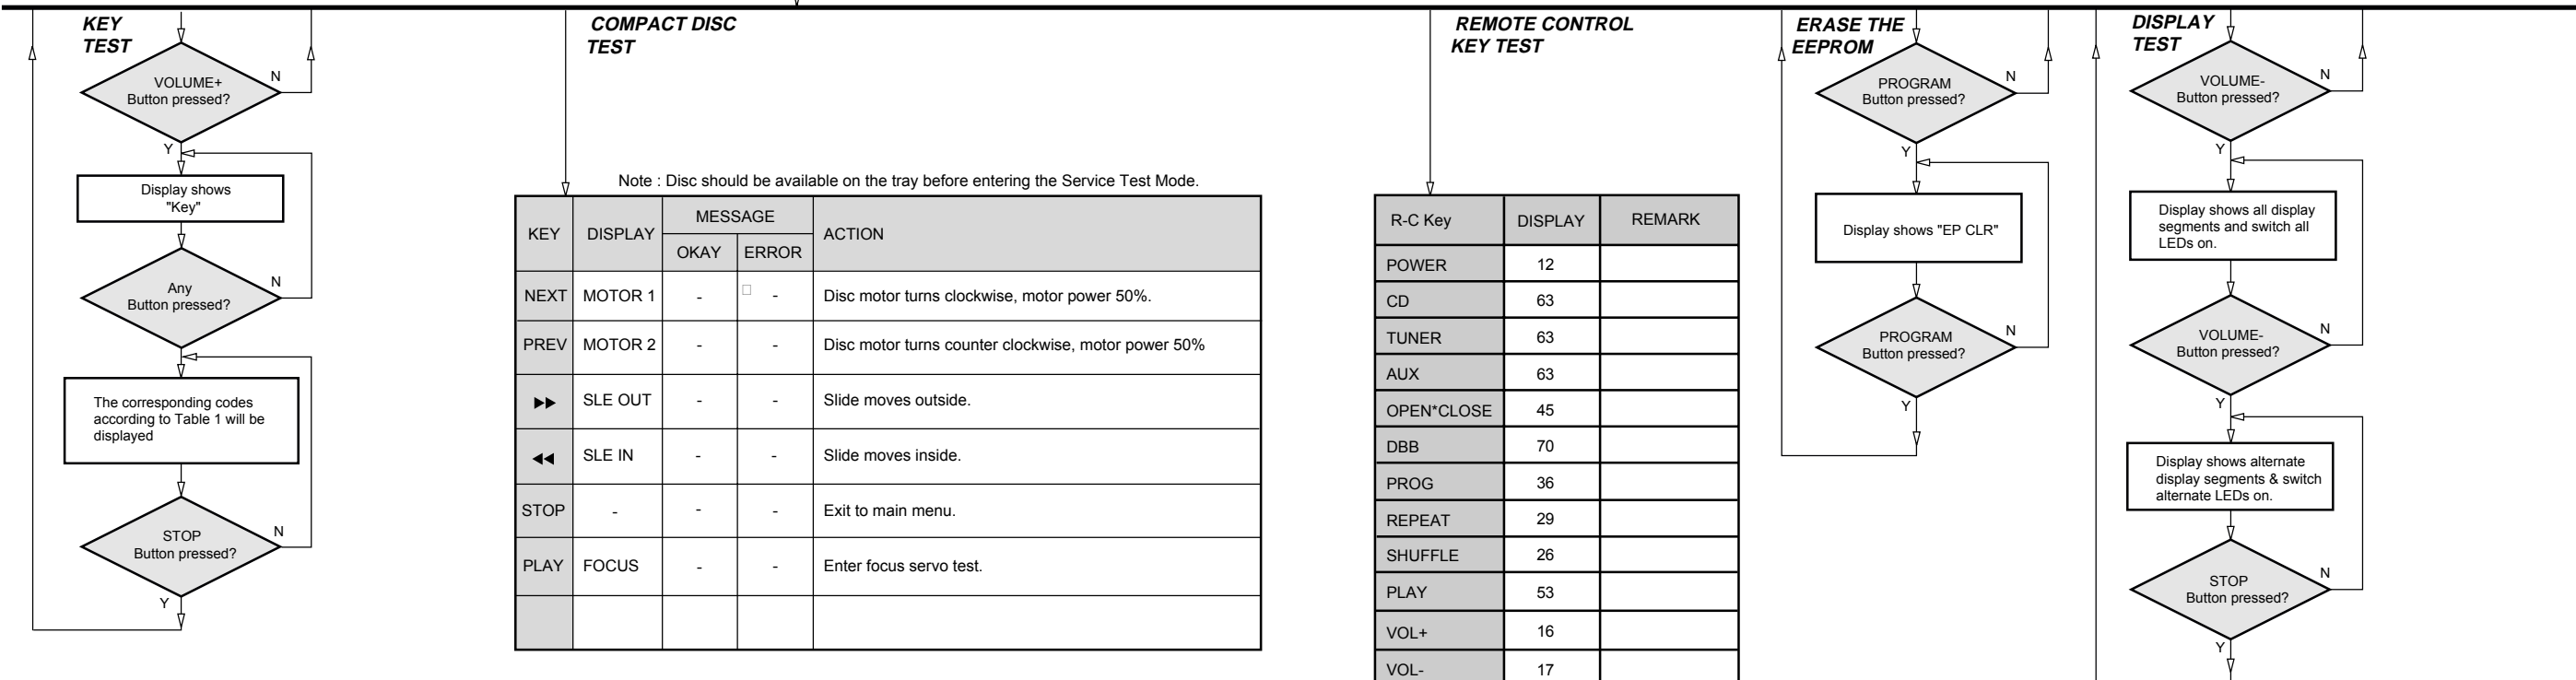 KEY
TEST
VOLUME+
Button pressed?
N
Y
Display shows
"Key"
Any
Button pressed?
N
The corresponding codes
according to Table 1 will be
displayed
STOP
Button pressed?
N
Y
COMPACT DISC
TEST
Note : Disc should be available on the tray before entering the Service Test Mode.
KEY DISPLAY MESSAGE ACTION
OKAY ERROR
NEXT MOTOR 1 - - Disc motor turns clockwise, motor power 50%.
PREV MOTOR 2 - - Disc motor turns counter clockwise, motor power 50%
▶▶ SLE OUT - - Slide moves outside.
◀◀ SLE IN - - Slide moves inside.
STOP - - - Exit to main menu.
PLAY FOCUS - - Enter focus servo test.
REMOTE CONTROL
KEY TEST
R-C Key DISPLAY REMARK
POWER 12
CD 63
TUNER 63
AUX 63
OPEN*CLOSE 45
DBB 70
PROG 36
REPEAT 29
SHUFFLE 26
PLAY 53
VOL+ 16
VOL- 17
ERASE THE
EEPROM
PROGRAM
Button pressed?
N
Y
Display shows "EP CLR"
PROGRAM
Button pressed?
N
Y
DISPLAY
TEST
VOLUME-
Button pressed?
N
Y
Display shows all display
segments and switch all
LEDs on.
VOLUME-
Button pressed?
N
Y
Display shows alternate
display segments & switch
alternate LEDs on.
STOP
Button pressed?
N
Y